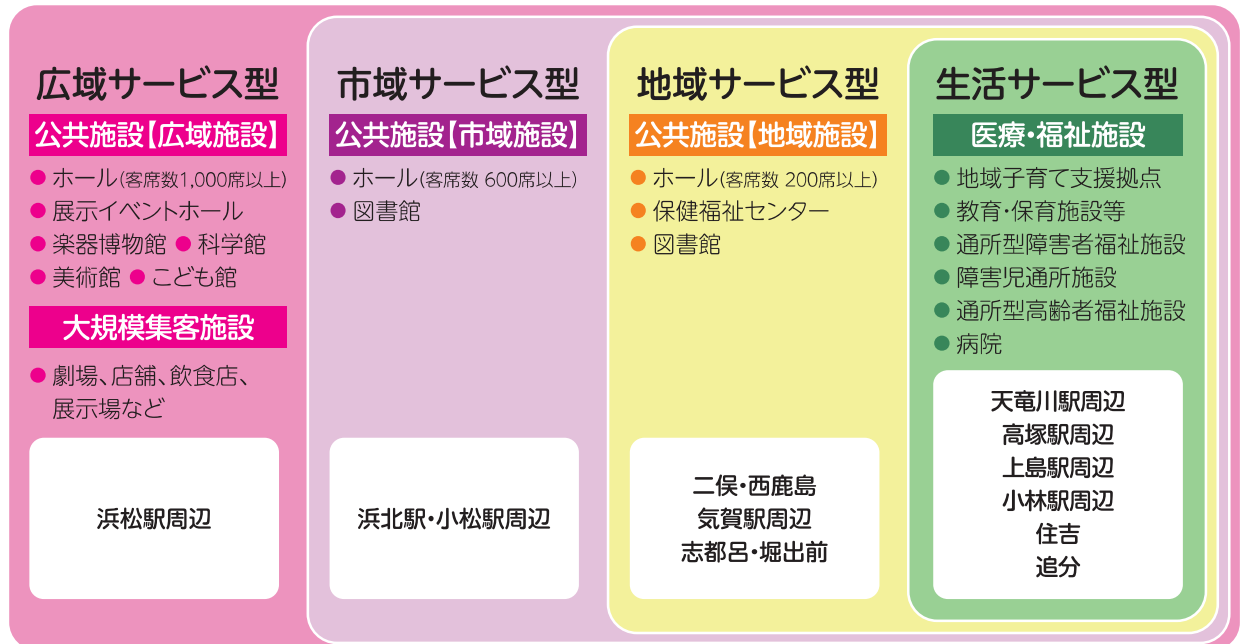 広域サービス型
公共施設【広域施設】
● ホール(客席数1,000席以上)
● 展示イベントホール
● 楽器博物館 ● 科学館
● 美術館 ● こども館
大規模集客施設
● 劇場、店舗、飲食店、
展示場など
浜松駅周辺
市域サービス型
公共施設【市域施設】
● ホール(客席数 600席以上)
● 図書館
浜北駅・小松駅周辺
地域サービス型
公共施設【地域施設】
● ホール(客席数 200席以上)
● 保健福祉センター
● 図書館
二俣・西鹿島
気賀駅周辺
志都呂・堀出前
生活サービス型
医療・福祉施設
● 地域子育て支援拠点
● 教育・保育施設等
● 通所型障害者福祉施設
● 障害児通所施設
● 通所型高齢者福祉施設
● 病院
天竜川駅周辺
高塚駅周辺
上島駅周辺
小林駅周辺
住吉
追分